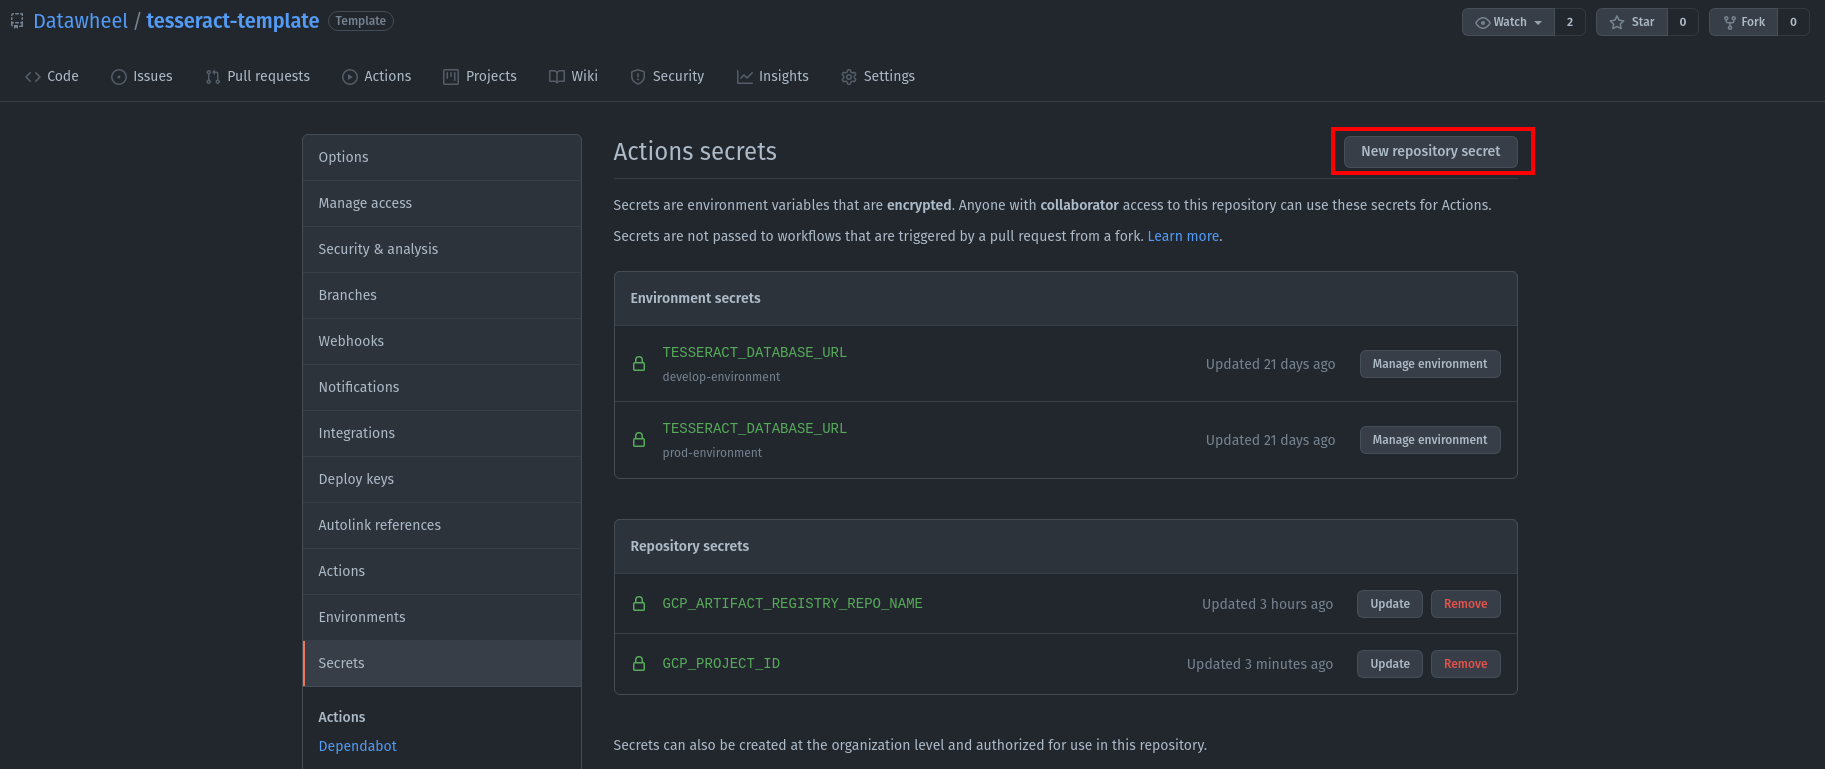 Datawheel / tesseract-template Template
Watch 2 Star 0 Fork 0
Code Issues Pull requests Actions Projects Wiki Security Insights Settings
Options
Manage access
Security & analysis
Branches
Webhooks
Notifications
Integrations
Deploy keys
Autolink references
Actions
Environments
Secrets
Actions
Dependabot
Actions secrets
New repository secret
Secrets are environment variables that are encrypted. Anyone with collaborator access to this repository can use these secrets for Actions.
Secrets are not passed to workflows that are triggered by a pull request from a fork. Learn more.
Environment secrets
TESSERACT_DATABASE_URL
develop-environment
Updated 21 days ago Manage environment
TESSERACT_DATABASE_URL
prod-environment
Updated 21 days ago Manage environment
Repository secrets
GCP_ARTIFACT_REGISTRY_REPO_NAME Updated 3 hours ago Update Remove
GCP_PROJECT_ID Updated 3 minutes ago Update Remove
Secrets can also be created at the organization level and authorized for use in this repository.